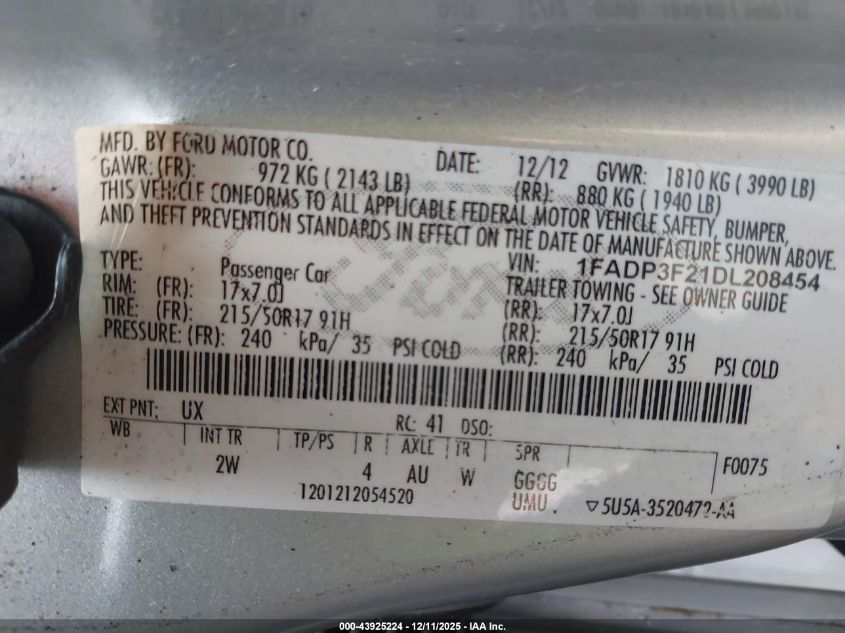 MFD. BY FORD MOTOR CO. DATE: 12/12 GVWR: 1810 KG ( 3990 LB)
GAWR: (FR): 972 KG ( 2143 LB) (RR): 880 KG ( 1940 LB)
THIS VEHICLE CONFORMS TO ALL APPLICABLE FEDERAL MOTOR VEHICLE SAFETY, BUMPER,
AND THEFT PREVENTION STANDARDS IN EFFECT ON THE DATE OF MANUFACTURE SHOWN ABOVE.
VIN: 1FADP3F21DL208454
TYPE: Passenger Car TRAILER TOWING - SEE OWNER GUIDE
RIM: (FR): 17x7.0J (RR): 17x7.0J
TIRE: (FR): 215/50R17 91H (RR): 215/50R17 91H
PRESSURE: (FR): 240 kPa/ 35 PSI COLD (RR): 240 kPa/ 35 PSI COLD
EXT PNT: UX RC: 41 DSO:
WB INT TR TP/PS R AXLE TR SPR F0075
2W 4 AU W GGGG
1201212054520 UMU ▽5U5A-3520472-AA
000-43925224 - 12/11/2025 - IAA Inc.